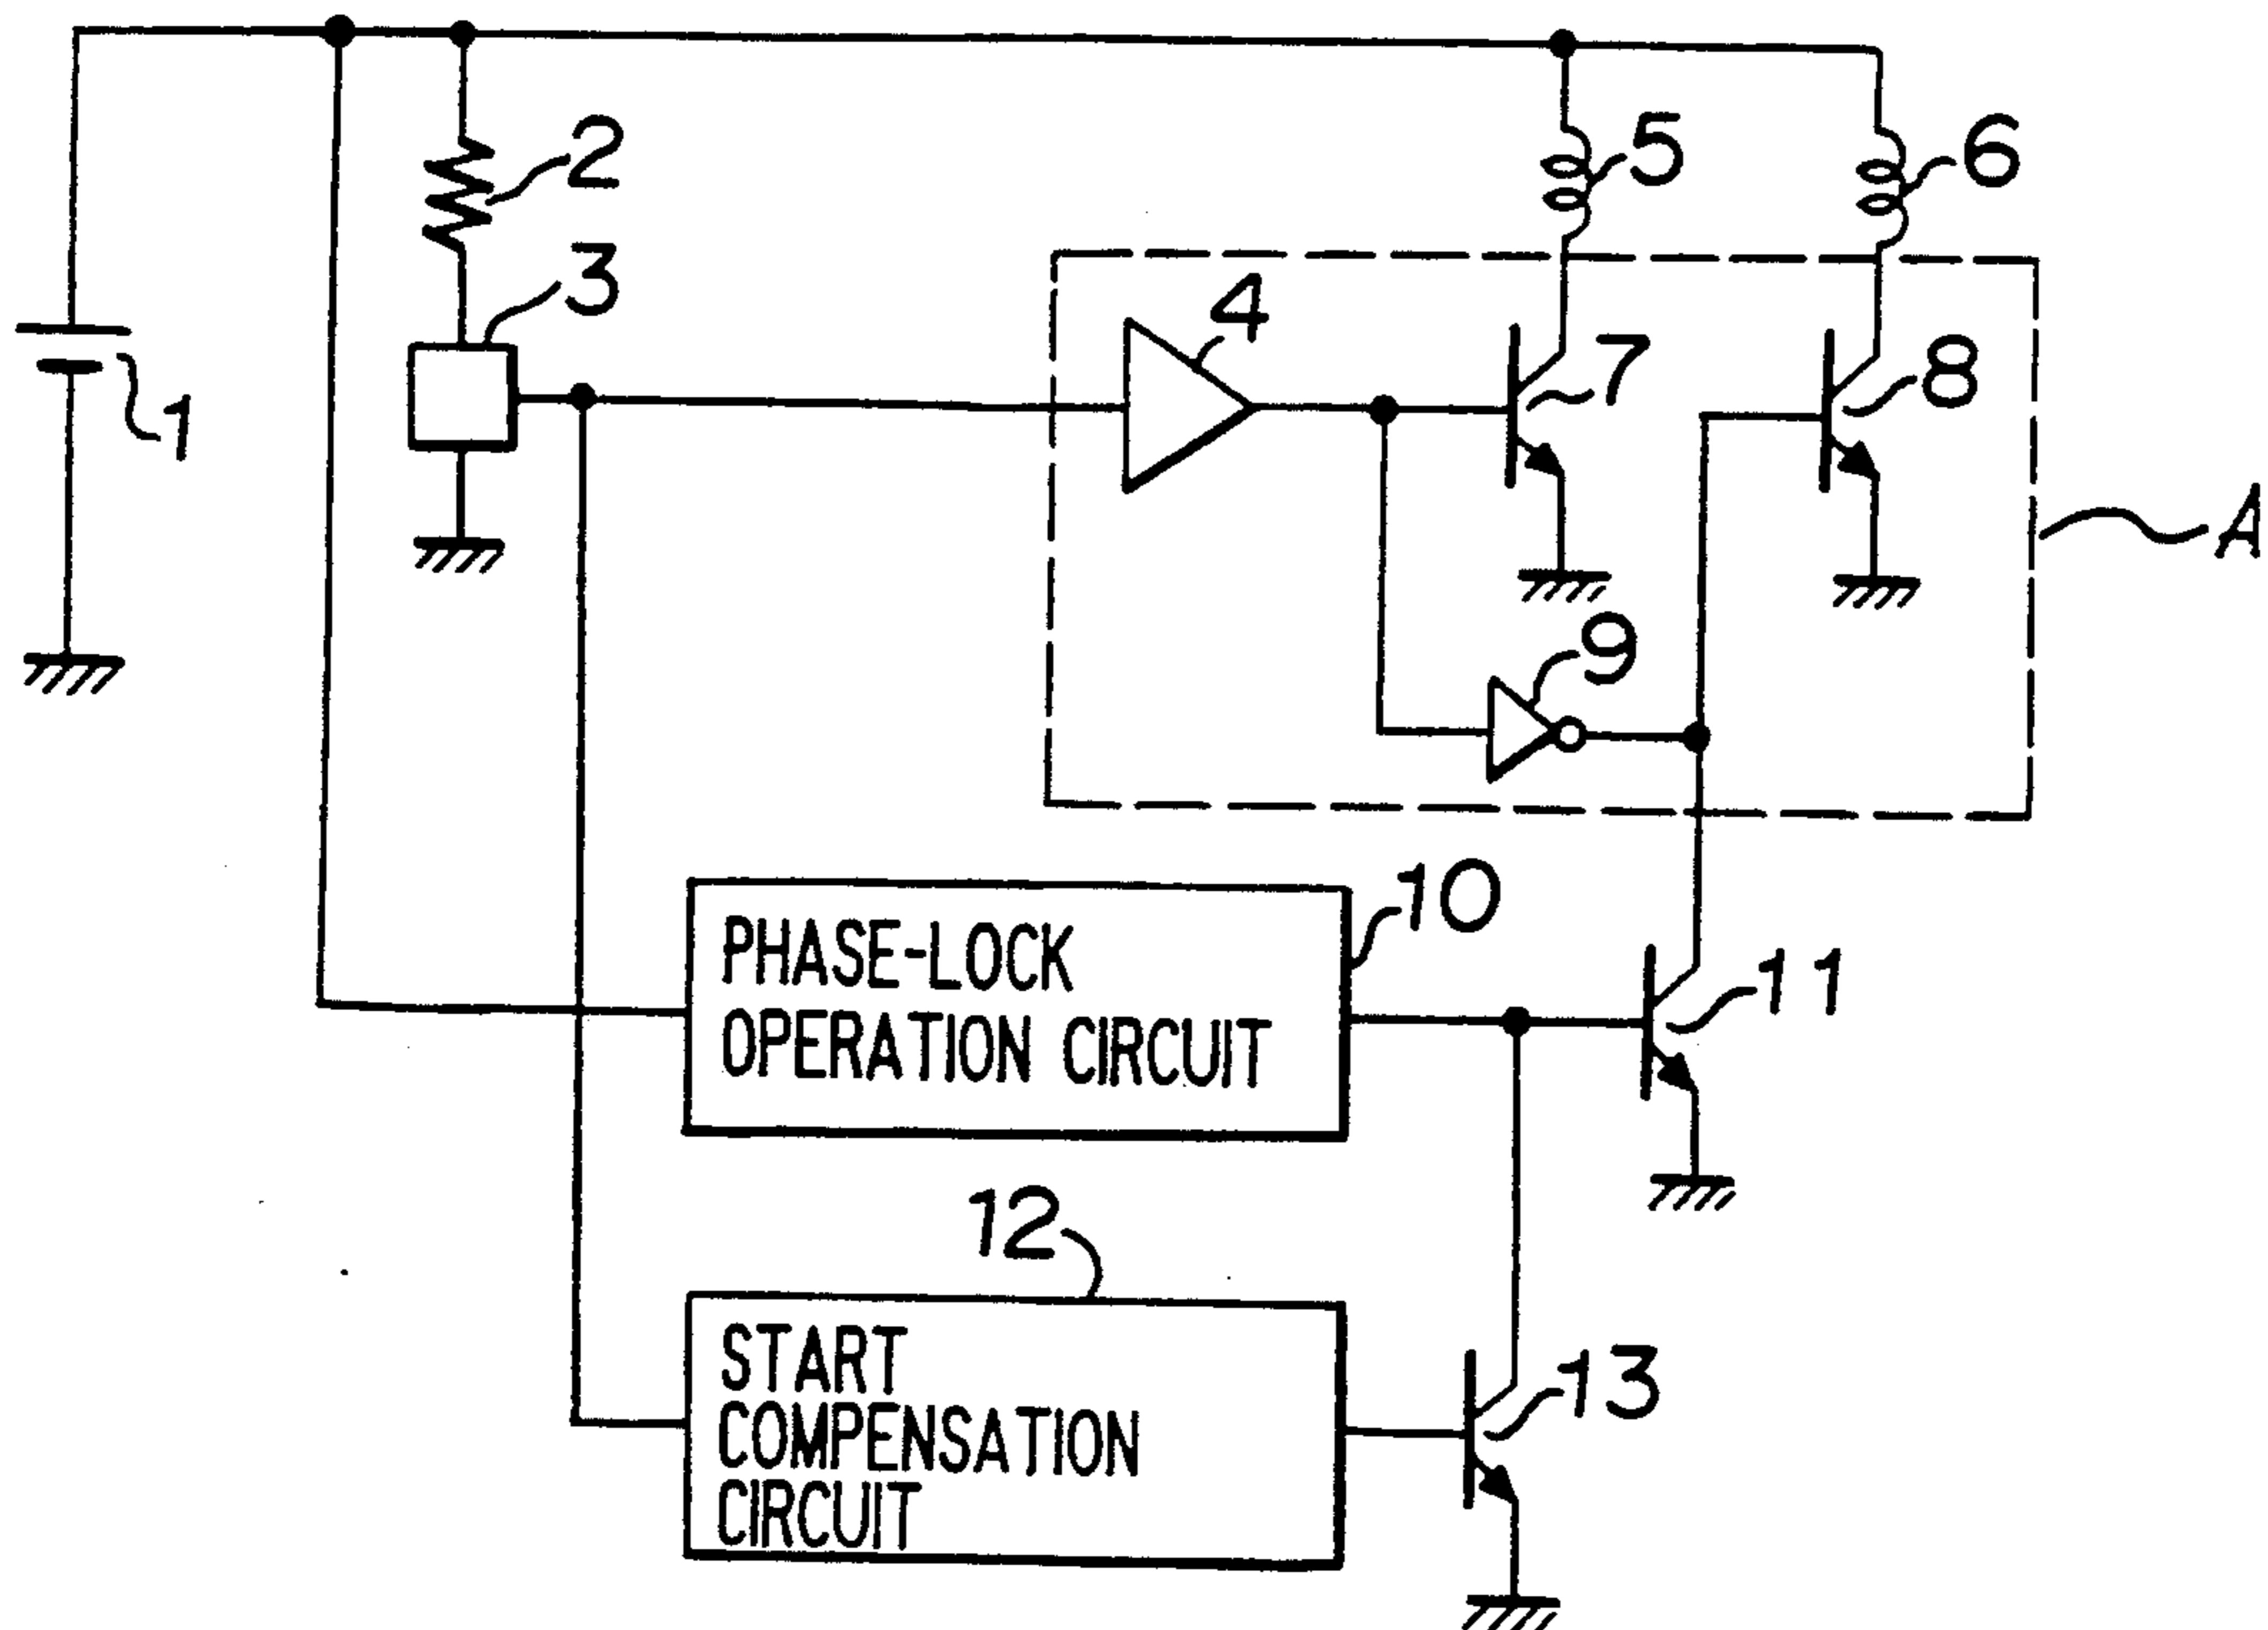 2
5
6
3
4
1
7
8
A
9
10
PHASE-LOCK
OPERATION CIRCUIT
11
12
START
COMPENSATION
CIRCUIT
13